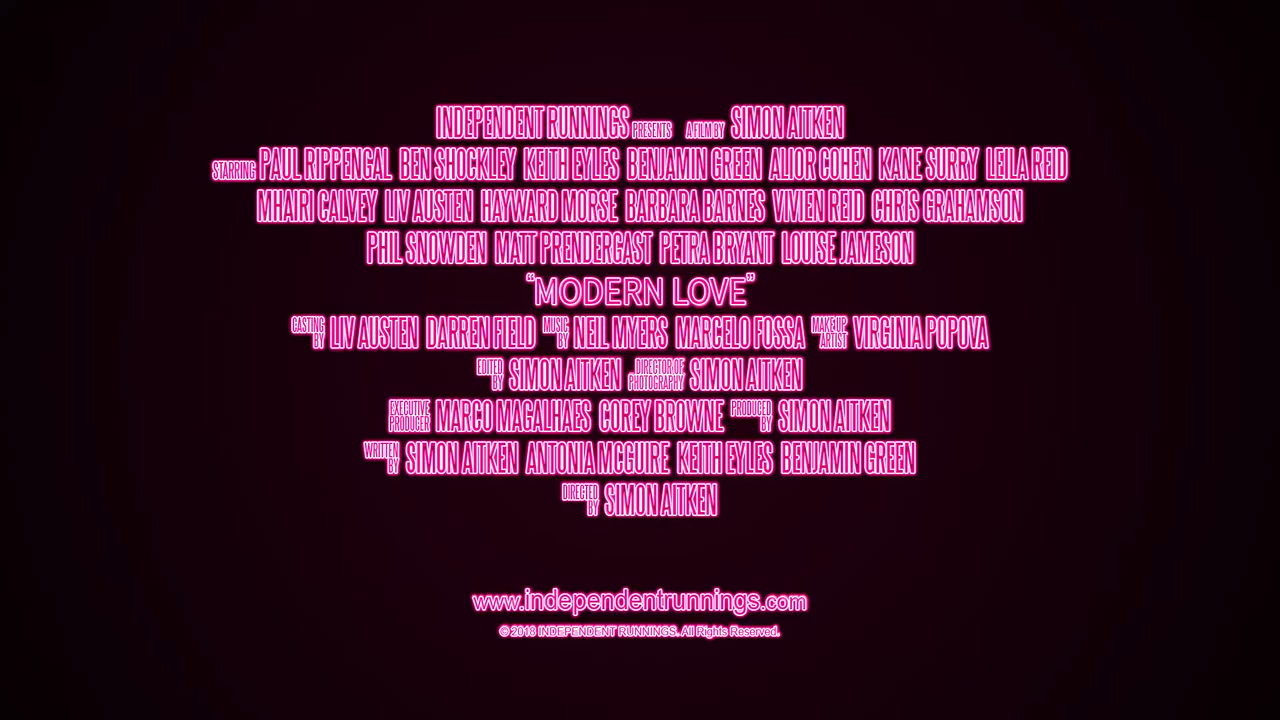 INDEPENDENT RUNNINGS PRESENTS A FILM BY SIMON AITKEN
STARRING PAUL RIPPENGAL BEN SHOCKLEY KEITH EYLES BENJAMIN GREEN ALIOR COHEN KANE SURRY LEILA REID
MHAIRI CALVEY LIV AUSTEN HAYWARD MORSE BARBARA BARNES VIVIEN REID CHRIS GRAHAMSON
PHIL SNOWDEN MATT PRENDERGAST PETRA BRYANT LOUISE JAMESON
“MODERN LOVE”
CASTING BY LIV AUSTEN DARREN FIELD MUSIC BY NEIL MYERS MARCELO FOSSA MAKE UP ARTIST VIRGINIA POPOVA
EDITED BY SIMON AITKEN DIRECTOR OF PHOTOGRAPHY SIMON AITKEN
EXECUTIVE PRODUCER MARCO MAGALHAES COREY BROWNE PRODUCED BY SIMON AITKEN
WRITTEN BY SIMON AITKEN ANTONIA MCGUIRE KEITH EYLES BENJAMIN GREEN
DIRECTED BY SIMON AITKEN
www.independentrunnings.com
© 2018 INDEPENDENT RUNNINGS. All Rights Reserved.